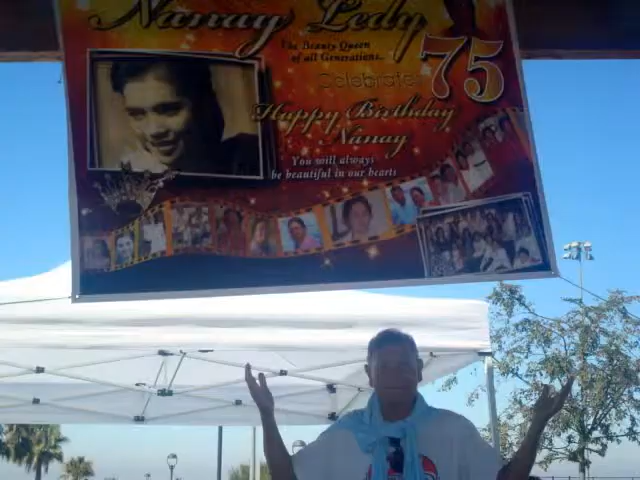 Nanay Ledy
The Beauty Queen
of all Generations..
Celebrate 75
Happy Birthday
Nanay
You will always
be beautiful in our hearts